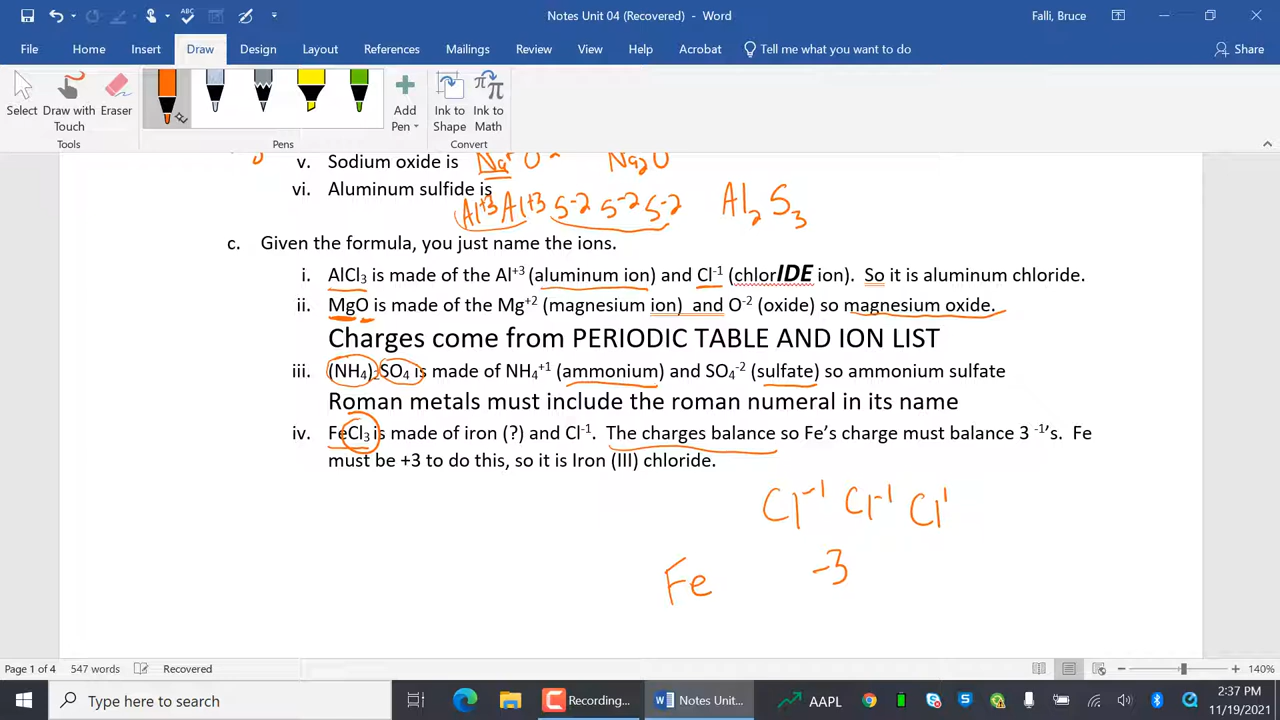 Notes Unit 04 (Recovered) - Word
Falli, Bruce
File Home Insert Draw Design Layout References Mailings Review View Help Acrobat Tell me what you want to do Share
Select Draw with Touch Eraser Add Pen Ink to Shape Ink to Math
Tools Pens Convert
v. Sodium oxide is Na+ O-2 Na2O
vi. Aluminum sulfide is
Al+3 Al+3 S-2 S-2 S-2 Al2 S3
c. Given the formula, you just name the ions.
i. AlCl3 is made of the Al+3 (aluminum ion) and Cl-1 (chlorIDE ion). So it is aluminum chloride.
ii. MgO is made of the Mg+2 (magnesium ion) and O-2 (oxide) so magnesium oxide.
Charges come from PERIODIC TABLE AND ION LIST
iii. (NH4)2SO4 is made of NH4+1 (ammonium) and SO4-2 (sulfate) so ammonium sulfate
Roman metals must include the roman numeral in its name
iv. FeCl3 is made of iron (?) and Cl-1. The charges balance so Fe's charge must balance 3 -1's. Fe
must be +3 to do this, so it is Iron (III) chloride.
Cl-1 Cl-1 Cl1
Fe -3
Page 1 of 4 547 words Recovered 140%
Type here to search Recording... Notes Unit... AAPL 2:37 PM
11/19/2021